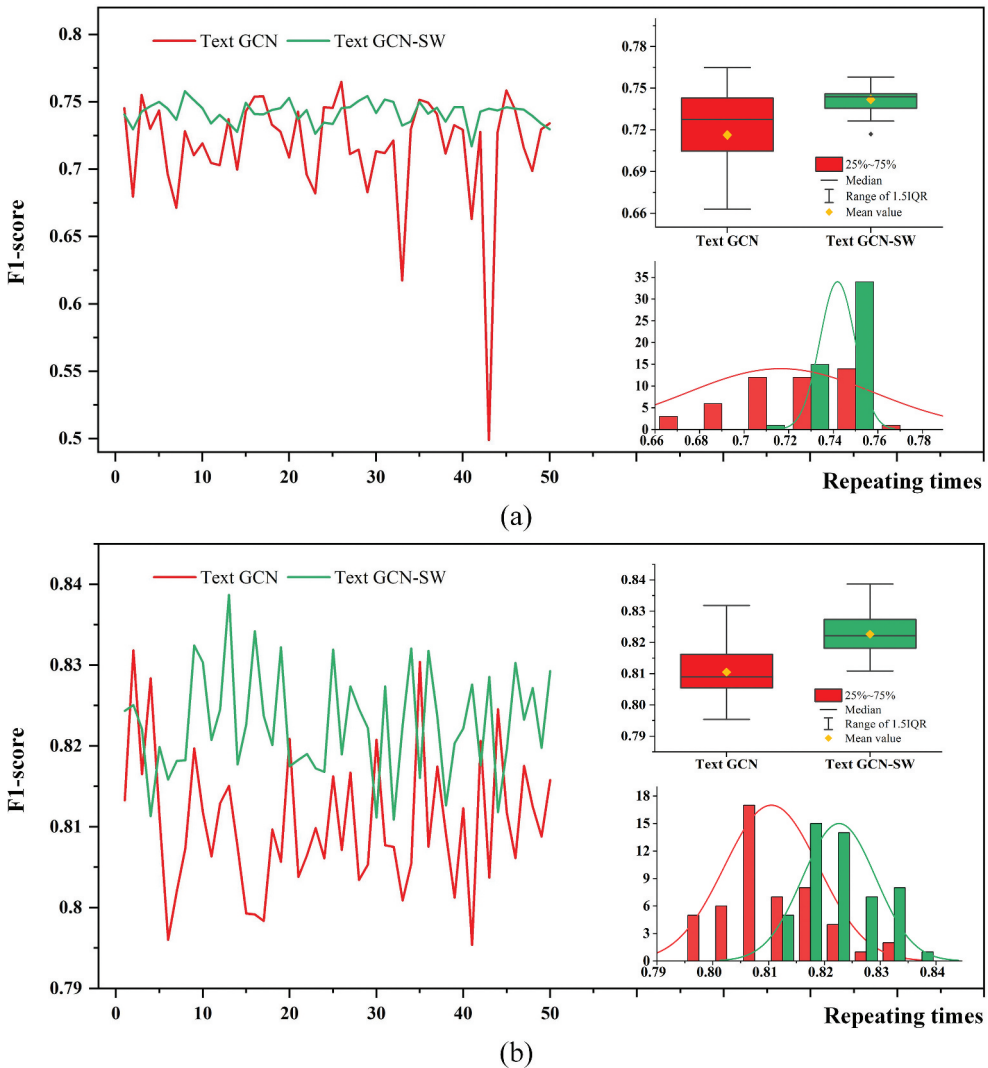 Text GCN
Text GCN-SW
0.8
0.75
0.7
0.65
0.6
0.55
0.5
F1-score
0 10 20 30 40 50
Repeating times
0.78
0.75
0.72
0.69
0.66
25%~75%
Median
Range of 1.5IQR
Mean value
Text GCN Text GCN-SW
35
30
25
20
15
10
5
0
0.66 0.68 0.7 0.72 0.74 0.76 0.78
(a)
Text GCN
Text GCN-SW
0.84
0.83
0.82
0.81
0.8
0.79
F1-score
0 10 20 30 40 50
Repeating times
0.84
0.83
0.82
0.81
0.80
0.79
25%~75%
Median
Range of 1.5IQR
Mean value
Text GCN Text GCN-SW
18
15
12
9
6
3
0
0.79 0.80 0.81 0.82 0.83 0.84
(b)